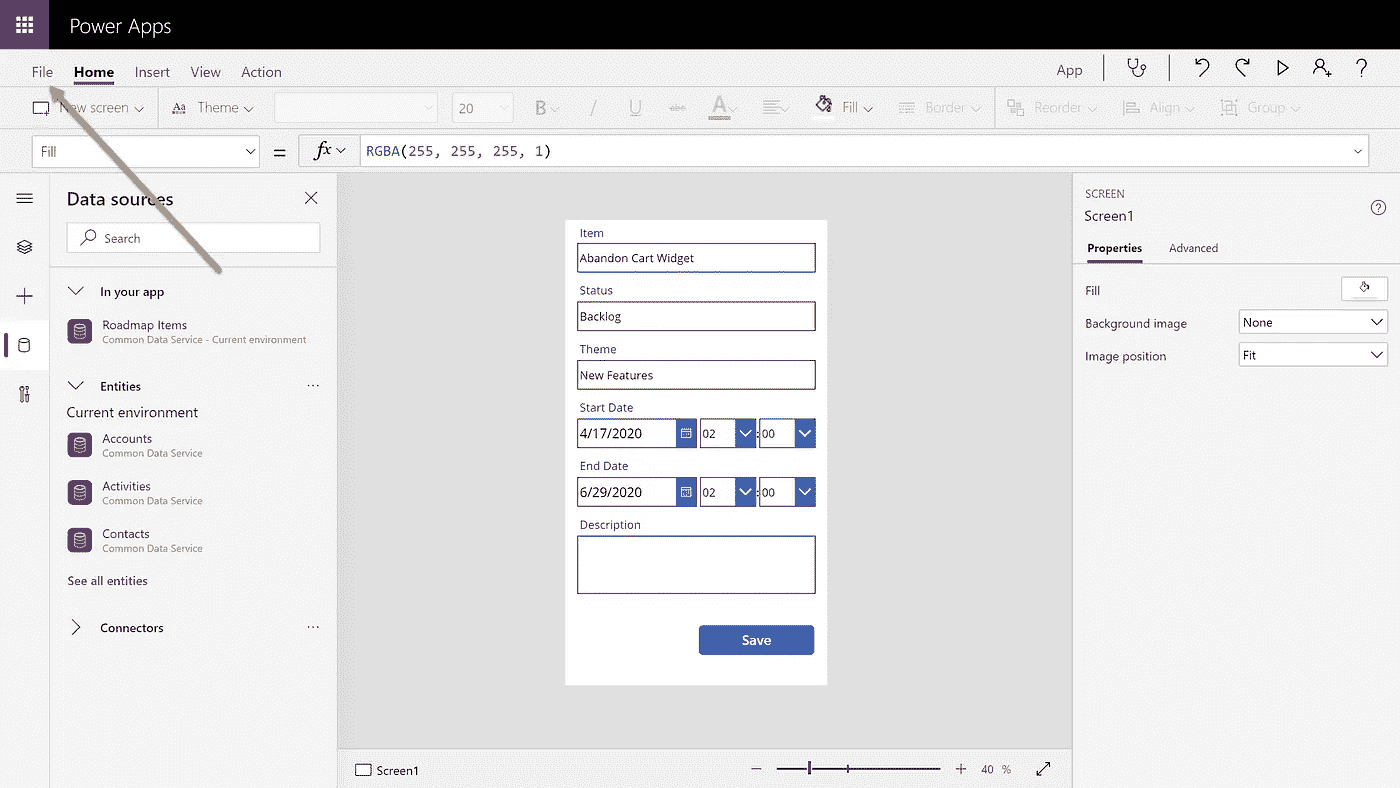 Power Apps
File Home Insert View Action App
New screen Theme 20 B / U abc A Fill Border Reorder Align Group
Fill = fx RGBA(255, 255, 255, 1)
Data sources
Search
In your app
Roadmap Items
Common Data Service - Current environment
Entities ...
Current environment
Accounts
Common Data Service
Activities
Common Data Service
Contacts
Common Data Service
See all entities
Connectors ...
Item
Abandon Cart Widget
Status
Backlog
Theme
New Features
Start Date
4/17/2020 02 : 00
End Date
6/29/2020 02 : 00
Description
Save
Screen1
40 %
SCREEN
Screen1
Properties Advanced
Fill
Background image None
Image position Fit